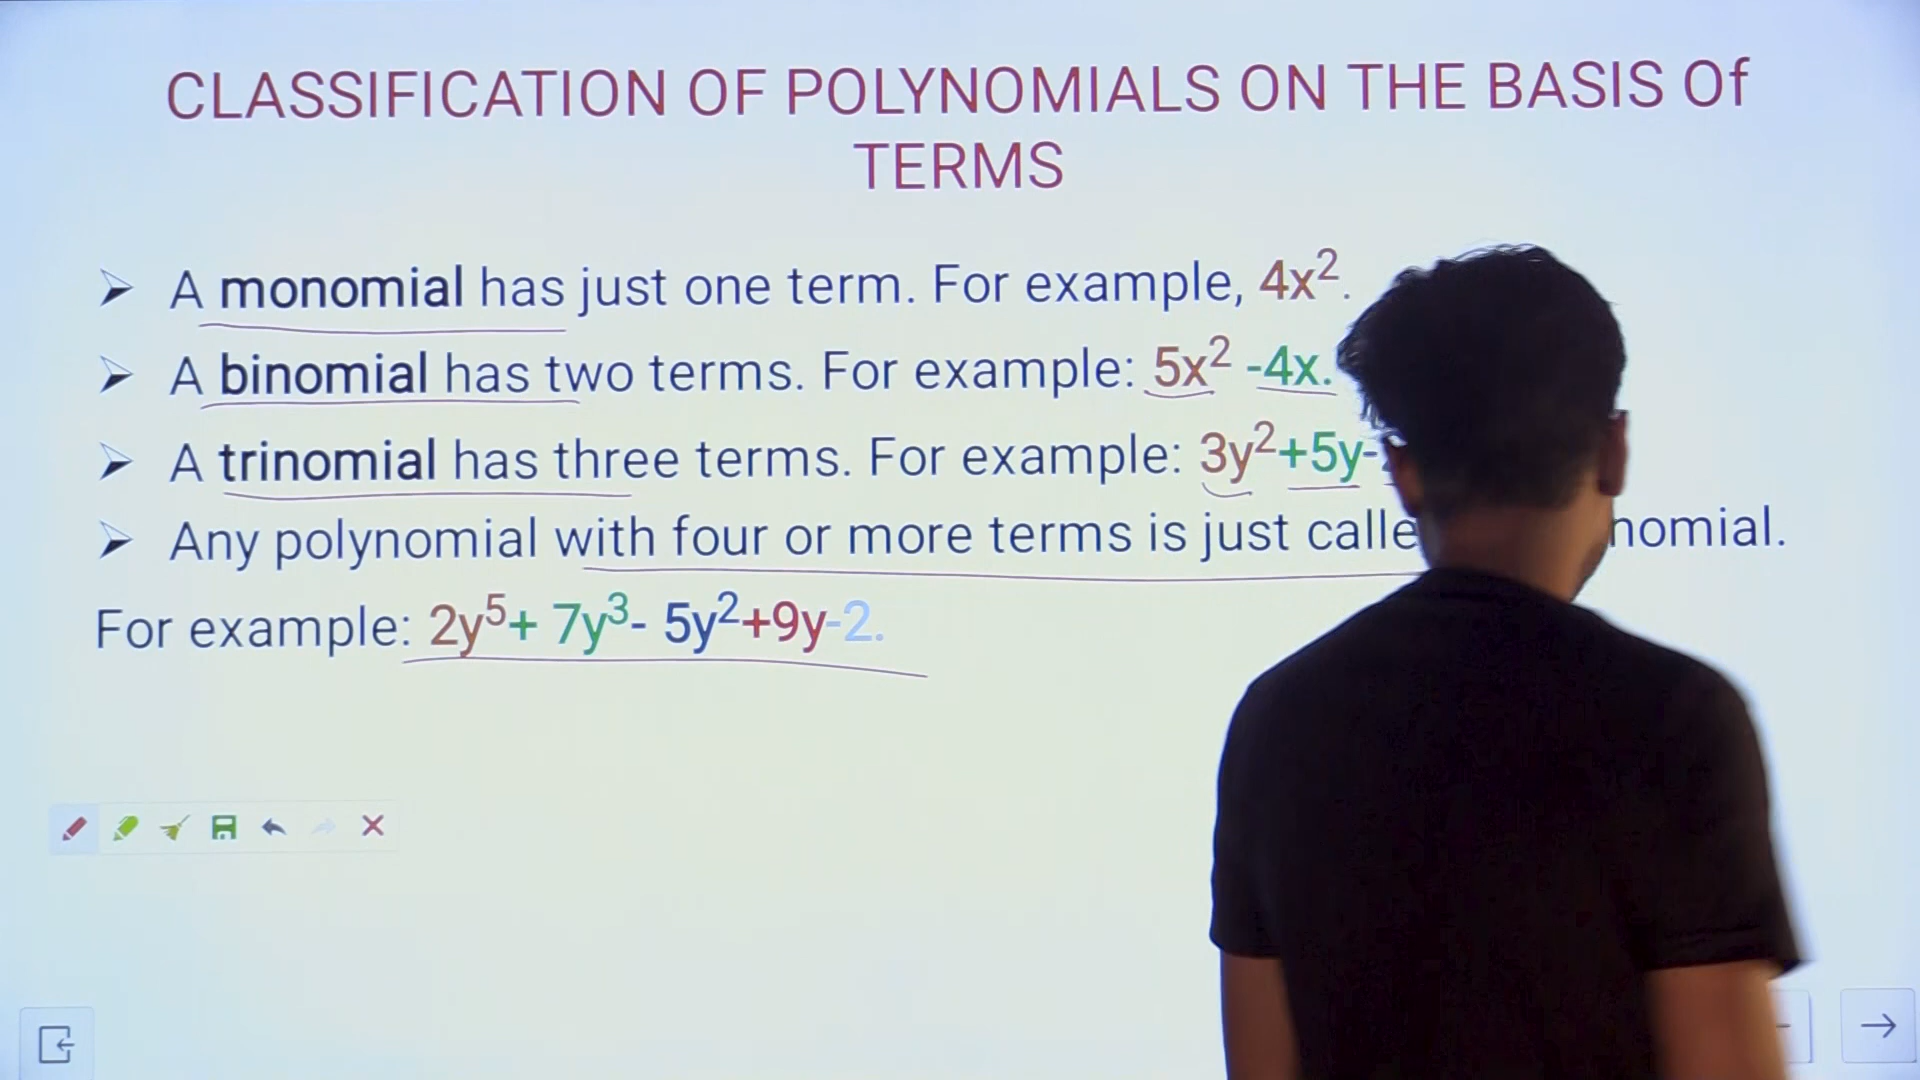 CLASSIFICATION OF POLYNOMIALS ON THE BASIS Of
TERMS
➢ A monomial has just one term. For example, 4x².
➢ A binomial has two terms. For example: 5x² -4x.
➢ A trinomial has three terms. For example: 3y²+5y-
➢ Any polynomial with four or more terms is just calle nomial.
For example: 2y⁵+ 7y³- 5y²+9y-2.